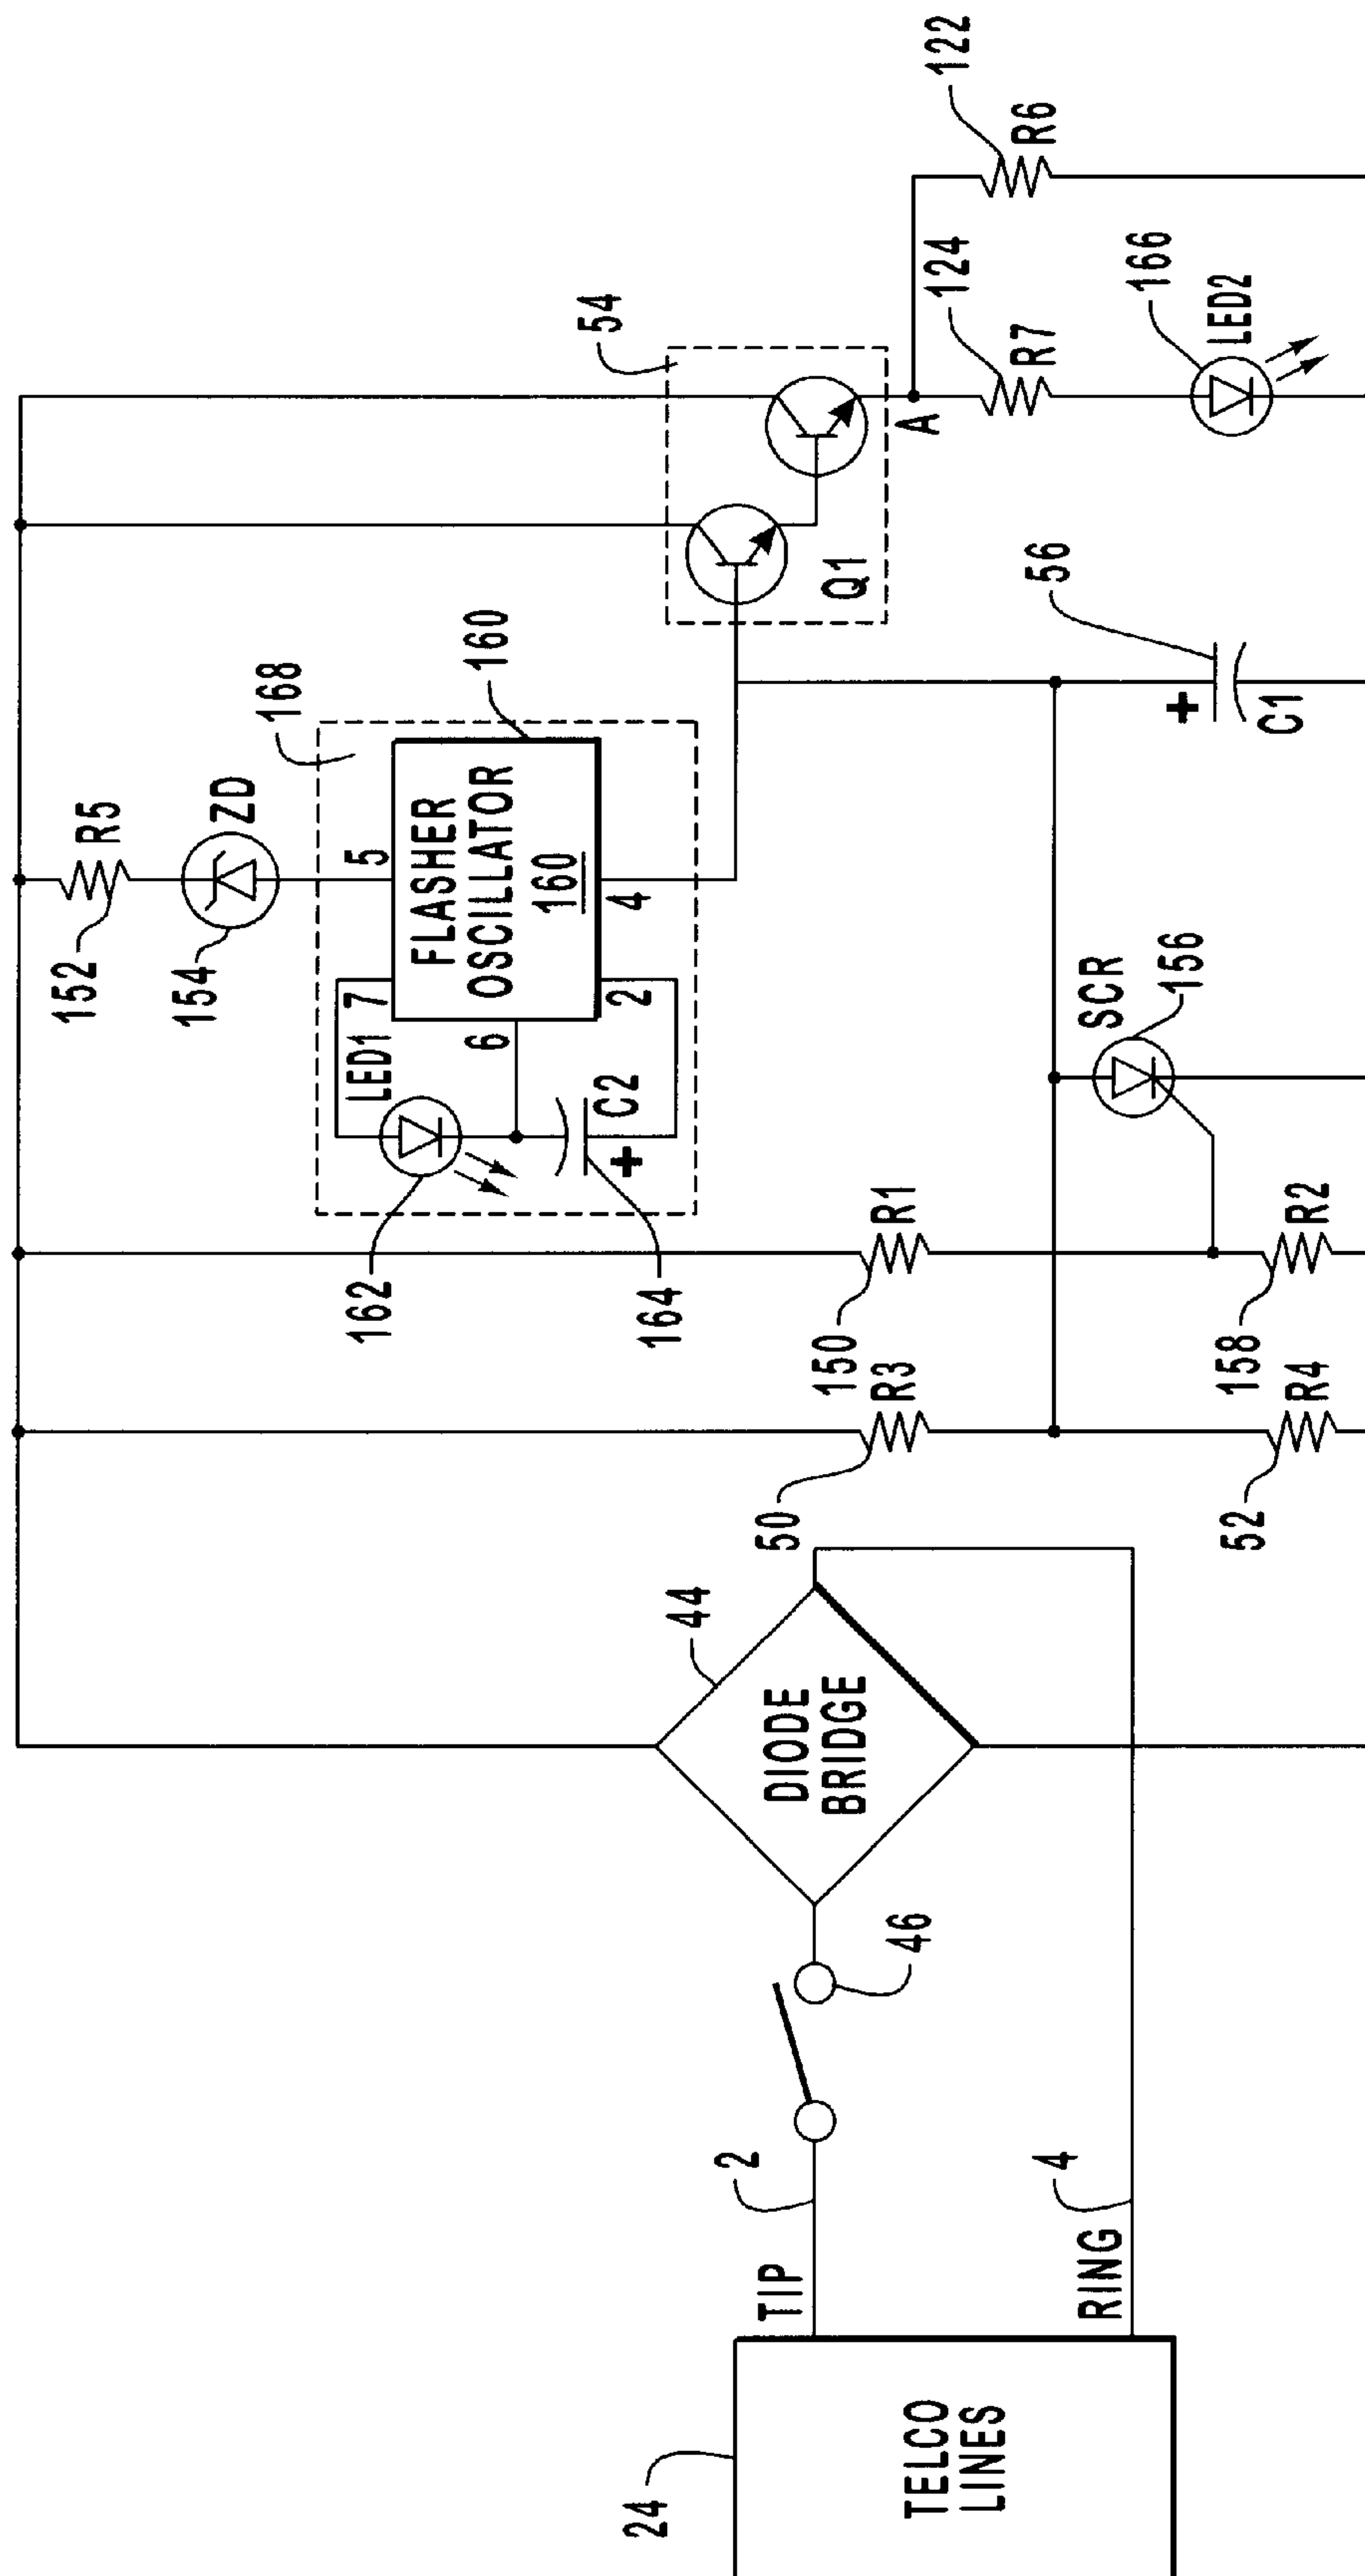 24
TELCO
LINES
TIP
2
RING
4
46
44
DIODE
BRIDGE
50
R3
52
R4
150
R1
158
R2
162
LED1
164
C2
+
168
7
6
2
FLASHER
OSCILLATOR
160
5
4
160
152
R5
154
ZD
SCR
156
+
C1
56
54
Q1
A
124
R7
166
LED2
122
R6